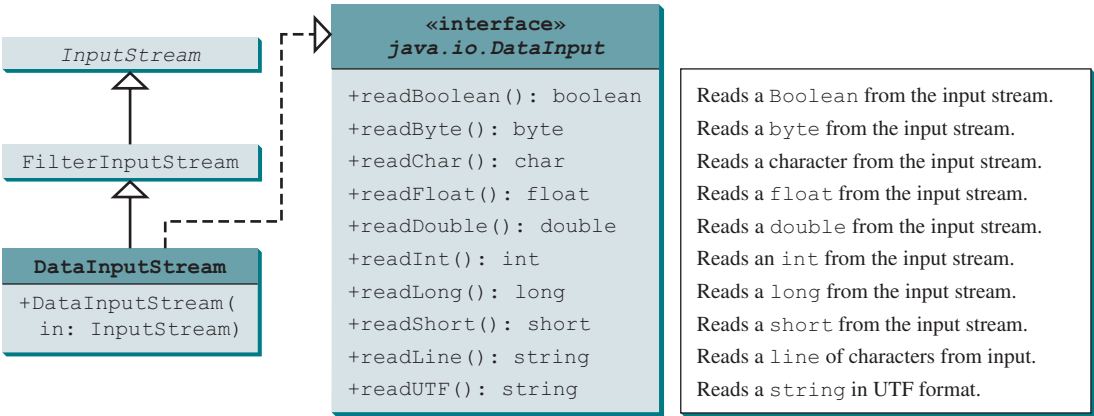 InputStream
FilterInputStream
DataInputStream
+DataInputStream(
in: InputStream)
«interface»
java.io.DataInput
+readBoolean(): boolean
+readByte(): byte
+readChar(): char
+readFloat(): float
+readDouble(): double
+readInt(): int
+readLong(): long
+readShort(): short
+readLine(): string
+readUTF(): string
Reads a Boolean from the input stream.
Reads a byte from the input stream.
Reads a character from the input stream.
Reads a float from the input stream.
Reads a double from the input stream.
Reads an int from the input stream.
Reads a long from the input stream.
Reads a short from the input stream.
Reads a line of characters from input.
Reads a string in UTF format.